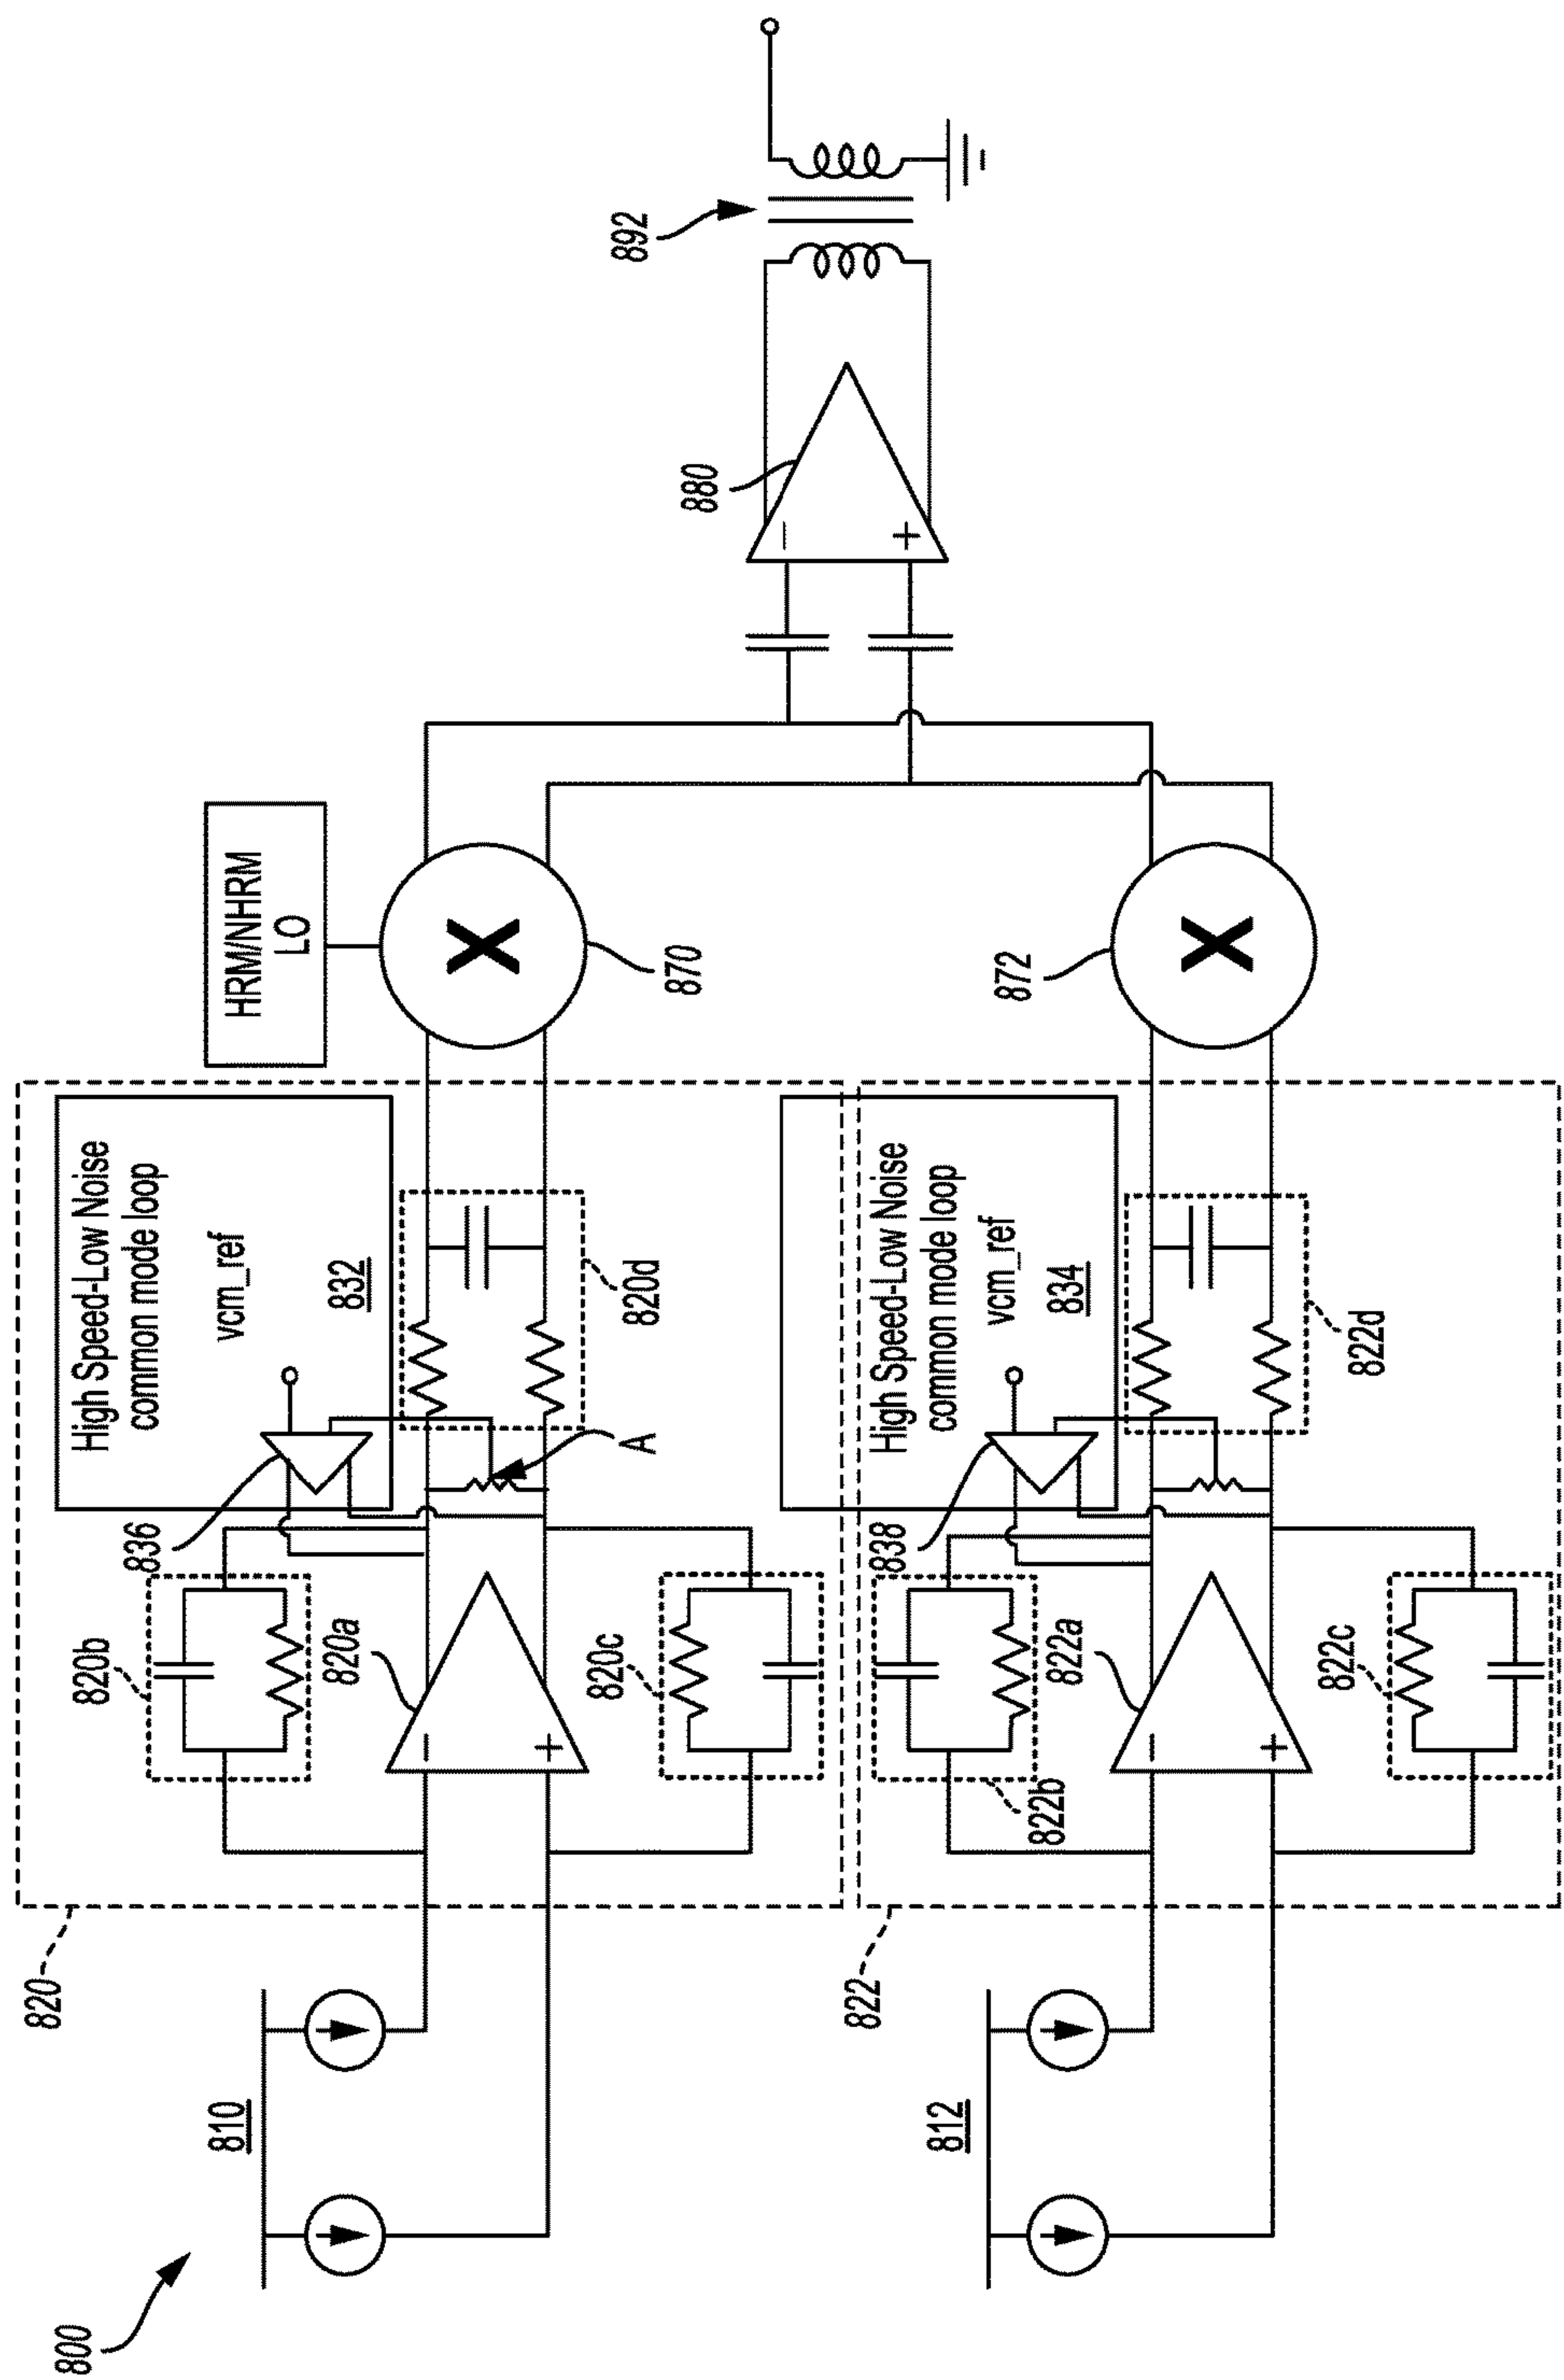 800
810
820
820b
836
High Speed-Low Noise
common mode loop
vcm_ref
832
820a
820c
A
820d
HRM/NHRM
LO
X
870
880
892
812
822
838
High Speed-Low Noise
common mode loop
vcm_ref
834
822b
822a
822c
822d
X
872